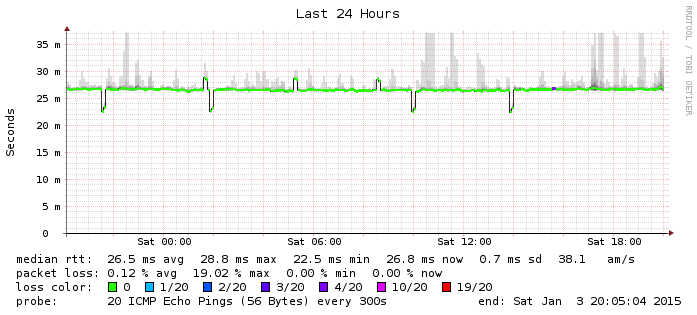 Last 24 Hours
RRDTOOL / TOBI OETIKER
Seconds
35 m
30 m
25 m
20 m
15 m
10 m
5 m
0
Sat 00:00 Sat 06:00 Sat 12:00 Sat 18:00
median rtt: 26.5 ms avg 28.8 ms max 22.5 ms min 26.8 ms now 0.7 ms sd 38.1 am/s
packet loss: 0.12 % avg 19.02 % max 0.00 % min 0.00 % now
loss color: 0 1/20 2/20 3/20 4/20 10/20 19/20
probe: 20 ICMP Echo Pings (56 Bytes) every 300s end: Sat Jan 3 20:05:04 2015